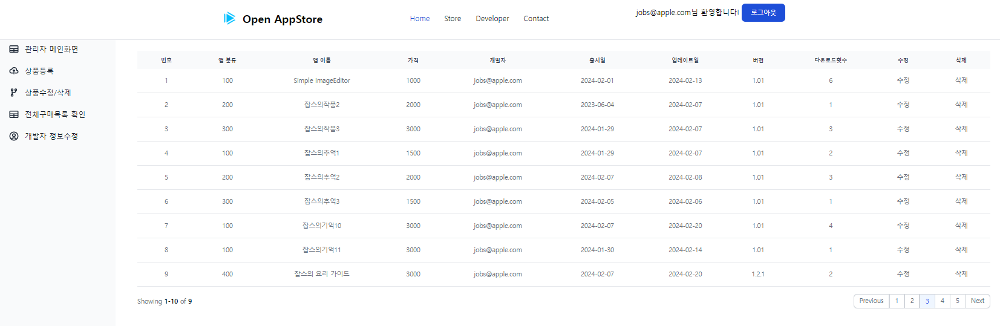 Open AppStore Home Store Developer Contact jobs@apple.com님 환영합니다! 로그아웃
관리자 메인화면
상품등록
상품수정/삭제
전체구매목록 확인
개발자 정보수정
번호 앱 분류 앱 이름 가격 개발자 출시일 업데이트일 버전 다운로드횟수 수정 삭제
1 100 Simple ImageEditor 1000 jobs@apple.com 2024-02-01 2024-02-13 1.01 6 수정 삭제
2 200 잡스의작품2 2000 jobs@apple.com 2023-06-04 2024-02-07 1.01 1 수정 삭제
3 300 잡스의작품3 3000 jobs@apple.com 2024-01-29 2024-02-07 1.01 3 수정 삭제
4 100 잡스의추억1 1500 jobs@apple.com 2024-01-29 2024-02-07 1.01 2 수정 삭제
5 200 잡스의추억2 2000 jobs@apple.com 2024-02-07 2024-02-08 1.01 3 수정 삭제
6 300 잡스의추억3 1500 jobs@apple.com 2024-02-05 2024-02-06 1.01 1 수정 삭제
7 100 잡스의기억10 3000 jobs@apple.com 2024-02-07 2024-02-20 1.01 4 수정 삭제
8 100 잡스의기억11 3000 jobs@apple.com 2024-01-30 2024-02-14 1.01 1 수정 삭제
9 400 잡스의 요리 가이드 3000 jobs@apple.com 2024-02-07 2024-02-20 1.2.1 2 수정 삭제
Showing 1-10 of 9 Previous 1 2 3 4 5 Next